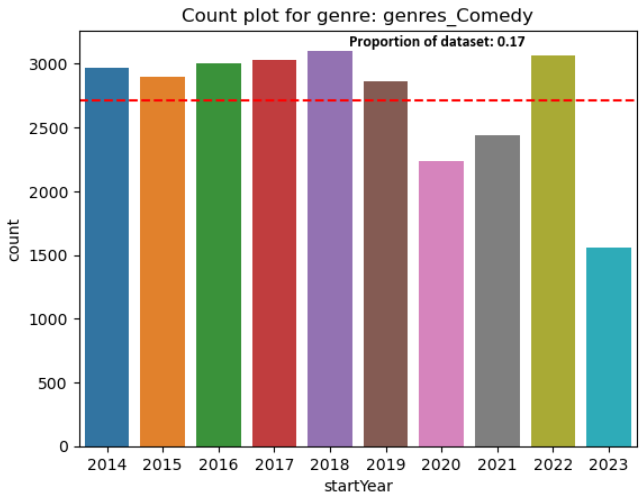 Count plot for genre: genres_Comedy
Proportion of dataset: 0.17
3000
2500
2000
1500
1000
500
0
count
2014 2015 2016 2017 2018 2019 2020 2021 2022 2023
startYear